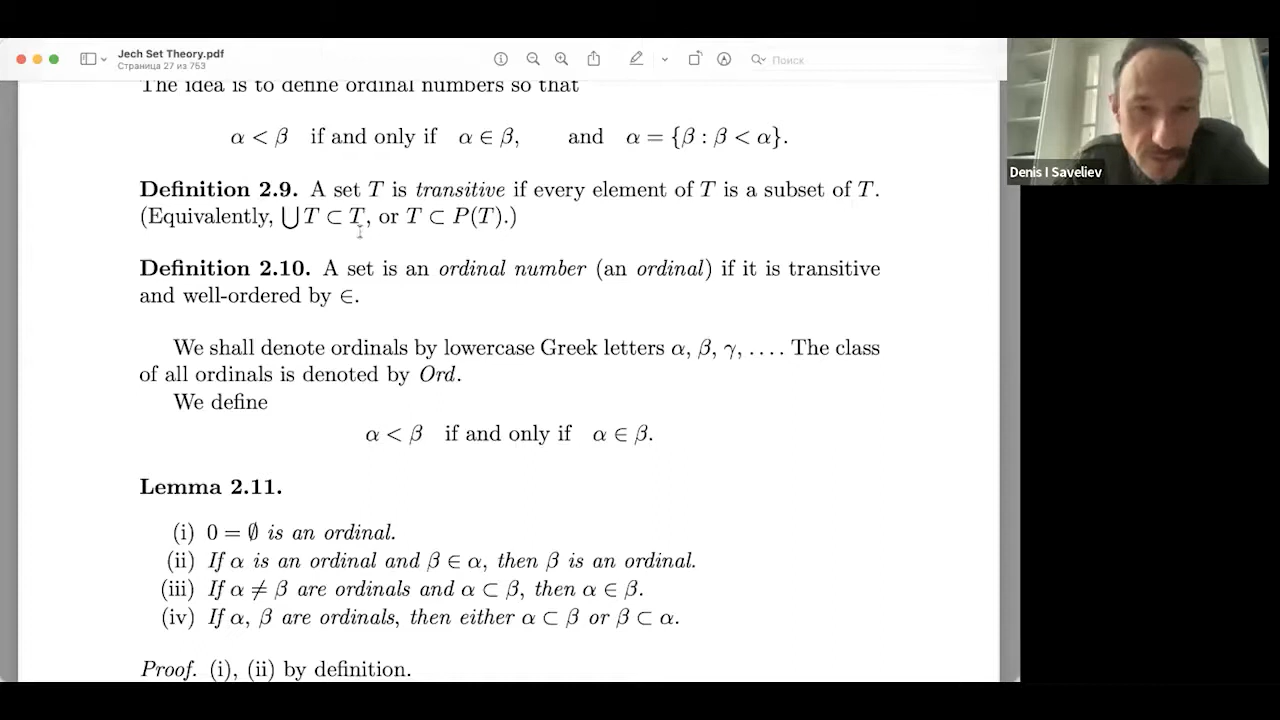 Jech Set Theory.pdf
Страница 27 из 753
Поиск
The idea is to define ordinal numbers so that
α < β if and only if α ∈ β, and α = {β : β < α}.
Definition 2.9. A set T is transitive if every element of T is a subset of T.
(Equivalently, ⋃ T ⊂ T, or T ⊂ P(T).)
Definition 2.10. A set is an ordinal number (an ordinal) if it is transitive
and well-ordered by ∈.
We shall denote ordinals by lowercase Greek letters α, β, γ, .... The class
of all ordinals is denoted by Ord.
We define
α < β if and only if α ∈ β.
Lemma 2.11.
(i) 0 = ∅ is an ordinal.
(ii) If α is an ordinal and β ∈ α, then β is an ordinal.
(iii) If α ≠ β are ordinals and α ⊂ β, then α ∈ β.
(iv) If α, β are ordinals, then either α ⊂ β or β ⊂ α.
Proof. (i), (ii) by definition.
Denis I Saveliev